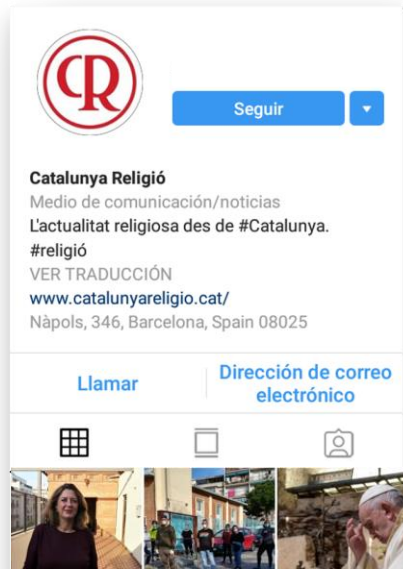 CR
Seguir
Catalunya Religió
Medio de comunicación/noticias
L'actualitat religiosa des de #Catalunya.
#religió
VER TRADUCCIÓN
www.catalunyareligio.cat/
Nàpols, 346, Barcelona, Spain 08025
Llamar
Dirección de correo
electrónico